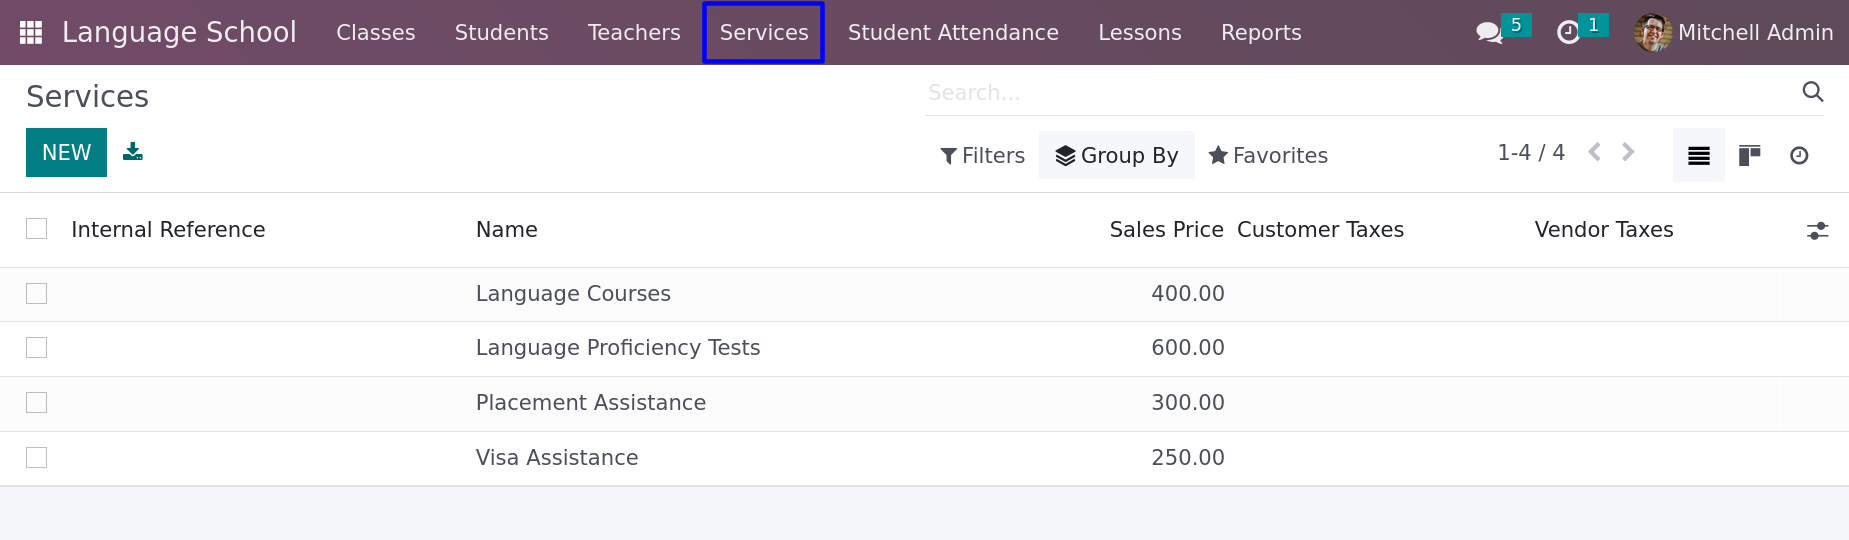 Language School Classes Students Teachers Services Student Attendance Lessons Reports 5 1 Mitchell Admin
Services Search...
NEW Filters Group By Favorites 1-4 / 4
Internal Reference Name Sales Price Customer Taxes Vendor Taxes
Language Courses 400.00
Language Proficiency Tests 600.00
Placement Assistance 300.00
Visa Assistance 250.00